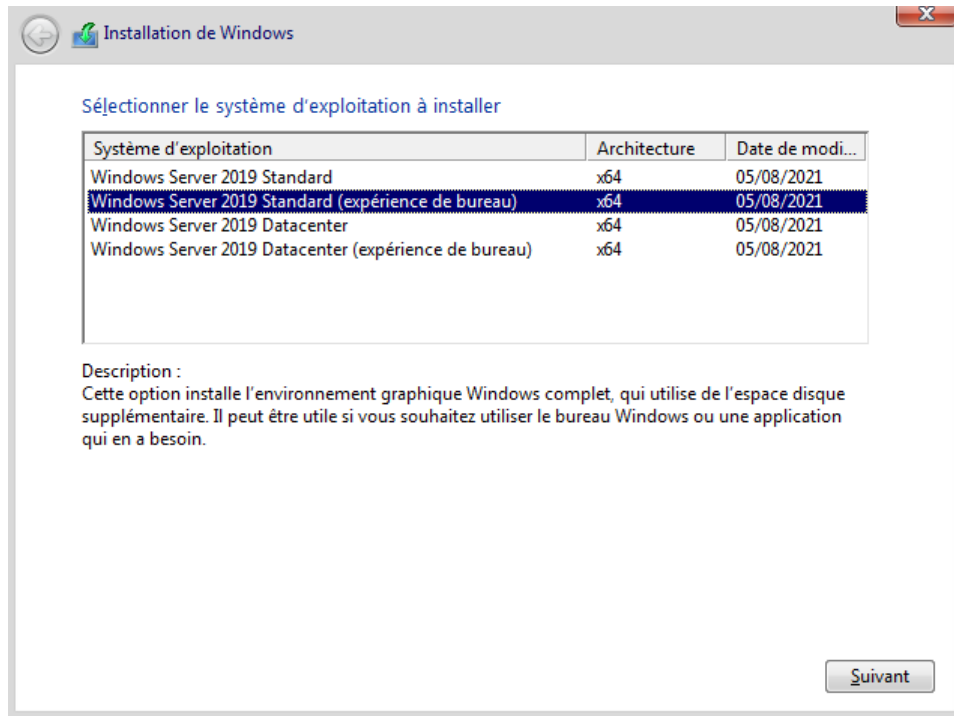 Installation de Windows
Sélectionner le système d'exploitation à installer
Système d'exploitation Architecture Date de modi...
Windows Server 2019 Standard x64 05/08/2021
Windows Server 2019 Standard (expérience de bureau) x64 05/08/2021
Windows Server 2019 Datacenter x64 05/08/2021
Windows Server 2019 Datacenter (expérience de bureau) x64 05/08/2021
Description :
Cette option installe l'environnement graphique Windows complet, qui utilise de l'espace disque
supplémentaire. Il peut être utile si vous souhaitez utiliser le bureau Windows ou une application
qui en a besoin.
Suivant